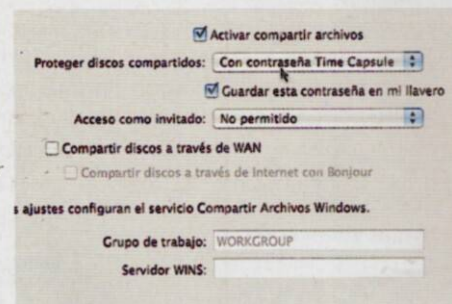 Activar compartir archivos
Proteger discos compartidos: Con contraseña Time Capsule
Guardar esta contraseña en mi llavero
Acceso como invitado: No permitido
Compartir discos a través de WAN
Compartir discos a través de Internet con Bonjour
s ajustes configuran el servicio Compartir Archivos Windows.
Grupo de trabajo: WORKGROUP
Servidor WINS: